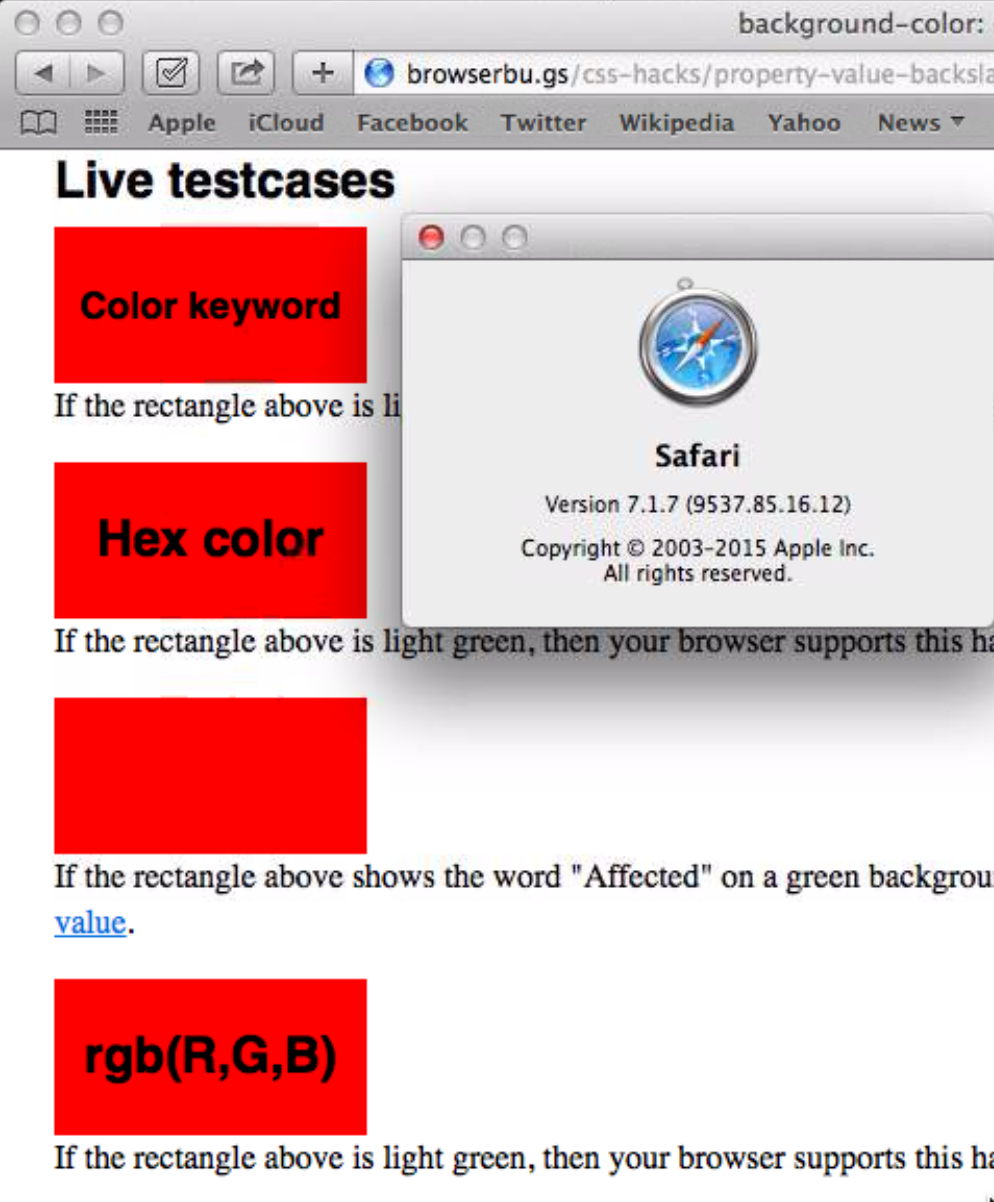 background-color:
browserbu.gs/css-hacks/property-value-backsla
Apple iCloud Facebook Twitter Wikipedia Yahoo News
Live testcases
Color keyword
If the rectangle above is li
Safari
Version 7.1.7 (9537.85.16.12)
Copyright © 2003-2015 Apple Inc.
All rights reserved.
Hex color
If the rectangle above is light green, then your browser supports this ha
If the rectangle above shows the word "Affected" on a green backgrou
value.
rgb(R,G,B)
If the rectangle above is light green, then your browser supports this ha